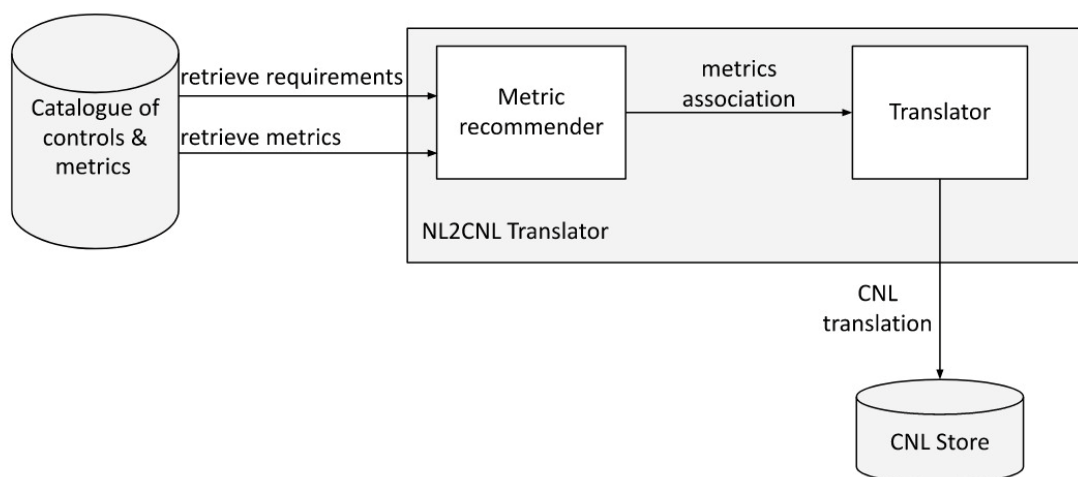 retrieve requirements
Catalogue of
controls &
metrics
retrieve metrics
Metric
recommender
metrics
association
Translator
NL2CNL Translator
CNL
translation
CNL Store